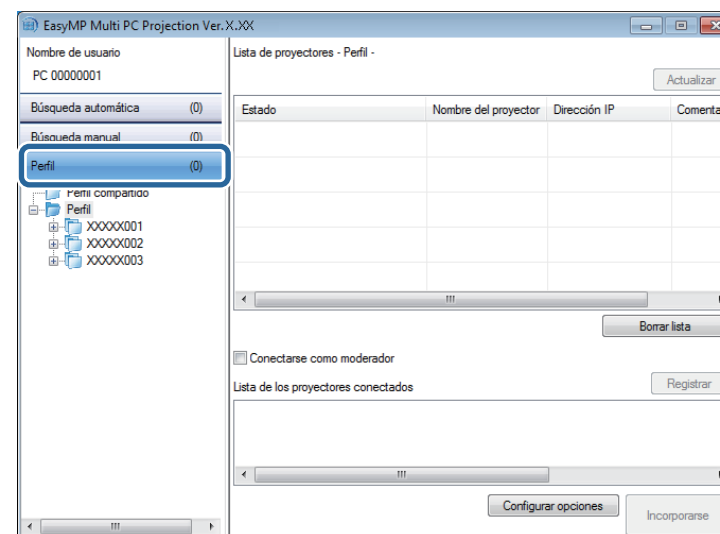 EasyMP Multi PC Projection Ver.X.XX
Nombre de usuario
PC 00000001
Búsqueda automática (0)
Búsqueda manual (0)
Perfil (0)
Perfil compartido
Perfil
XXXXX001
XXXXX002
XXXXX003
Lista de proyectores - Perfil -
Actualizar
Estado Nombre del proyector Dirección IP Comenta
Borrar lista
Conectarse como moderador
Lista de los proyectores conectados
Registrar
Configurar opciones
Incorporarse